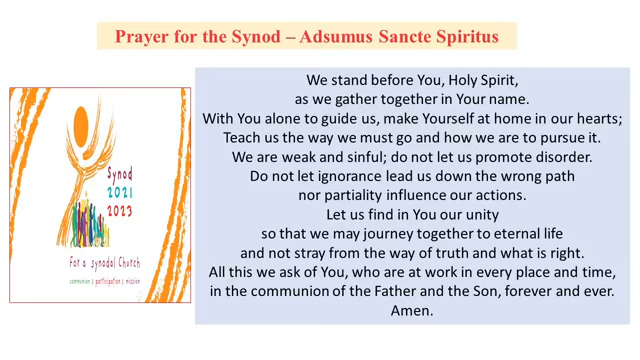 Prayer for the Synod – Adsumus Sancte Spiritus
Synod
2021
2023
For a synodal Church
communion | participation | mission
We stand before You, Holy Spirit,
as we gather together in Your name.
With You alone to guide us, make Yourself at home in our hearts;
Teach us the way we must go and how we are to pursue it.
We are weak and sinful; do not let us promote disorder.
Do not let ignorance lead us down the wrong path
nor partiality influence our actions.
Let us find in You our unity
so that we may journey together to eternal life
and not stray from the way of truth and what is right.
All this we ask of You, who are at work in every place and time,
in the communion of the Father and the Son, forever and ever.
Amen.